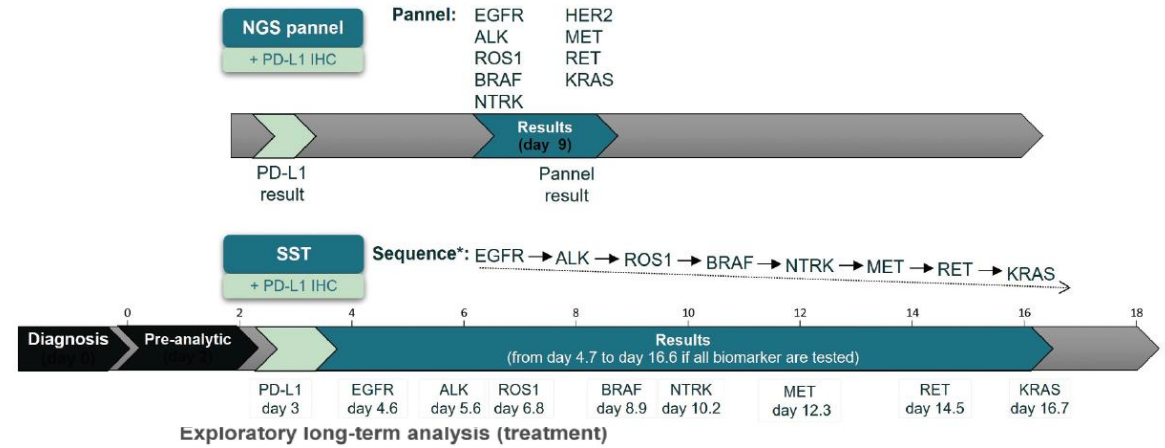 NGS pannel
+ PD-L1 IHC
Pannel: EGFR HER2
ALK MET
ROS1 RET
BRAF KRAS
NTRK
Results
(day 9)
PD-L1
result
Pannel
result
SST
+ PD-L1 IHC
Sequence*: EGFR → ALK → ROS1 → BRAF → NTRK → MET → RET → KRAS
0 2 4 6 8 10 12 14 16 18
Diagnosis
(day 0)
Pre-analytic
(day 2)
Results
(from day 4.7 to day 16.6 if all biomarker are tested)
PD-L1 EGFR ALK ROS1 BRAF NTRK MET RET KRAS
day 3 day 4.6 day 5.6 day 6.8 day 8.9 day 10.2 day 12.3 day 14.5 day 16.7
Exploratory long-term analysis (treatment)